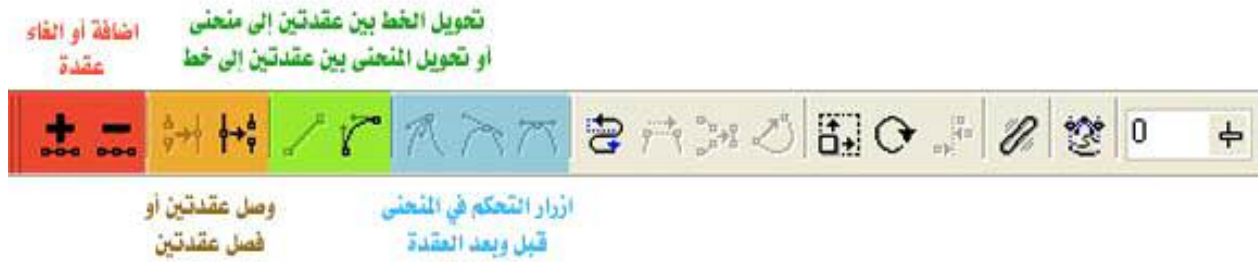 اضافة أو الغاء
عقدة
تحويل الخط بين عقدتين إلى منحنى
أو تحويل المنحنى بين عقدتين إلى خط
0
وصل عقدتين أو
فصل عقدتين
ازرار التحكم في المنحنى
قبل وبعد العقدة